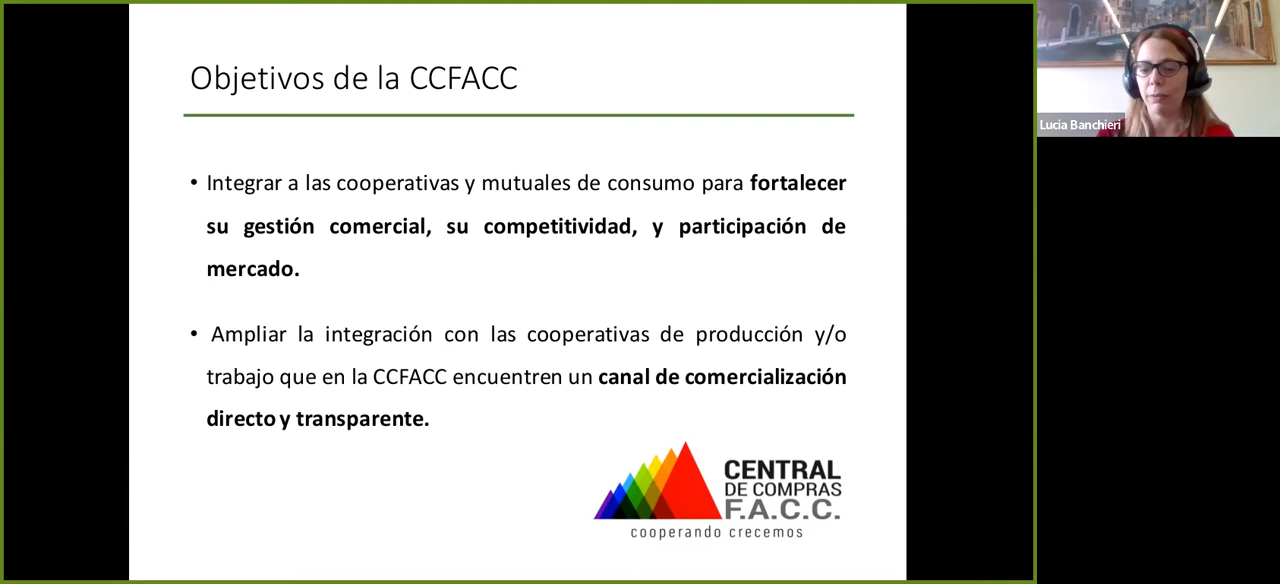 Objetivos de la CCFACC
• Integrar a las cooperativas y mutuales de consumo para fortalecer
su gestión comercial, su competitividad, y participación de
mercado.
• Ampliar la integración con las cooperativas de producción y/o
trabajo que en la CCFACC encuentren un canal de comercialización
directo y transparente.
CENTRAL
DE COMPRAS
F.A.C.C.
cooperando crecemos
Lucia Banchieri